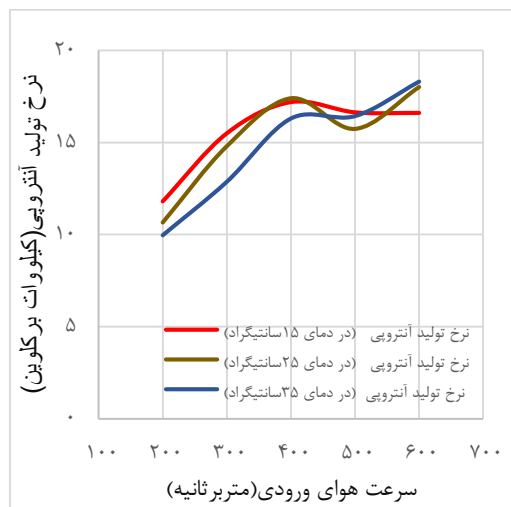 نرخ تولید آنتروپی(کیلووات برکلوین)
۲۰
۱۵
۱۰
۵
۰
نرخ تولید آنتروپی (در دمای ۱۵سانتیگراد)
نرخ تولید آنتروپی (در دمای ۲۵سانتیگراد)
نرخ تولید آنتروپی (در دمای ۳۵سانتیگراد)
۱۰۰ ۲۰۰ ۳۰۰ ۴۰۰ ۵۰۰ ۶۰۰ ۷۰۰
سرعت هوای ورودی(متربرثانیه)